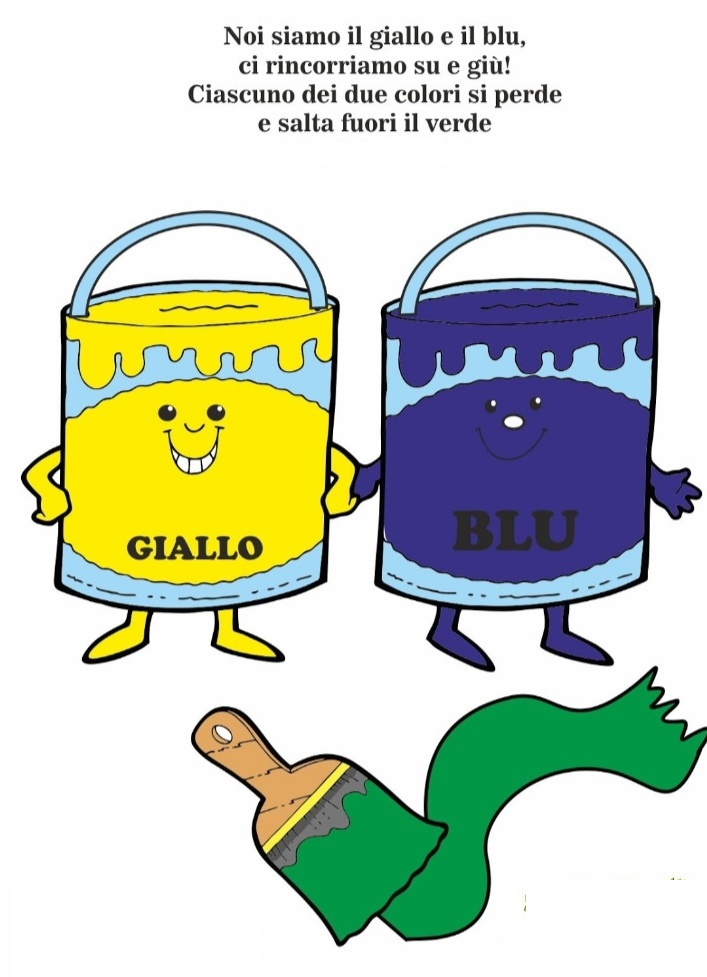 Noi siamo il giallo e il blu,
ci rincorriamo su e giù!
Ciascuno dei due colori si perde
e salta fuori il verde
GIALLO
BLU